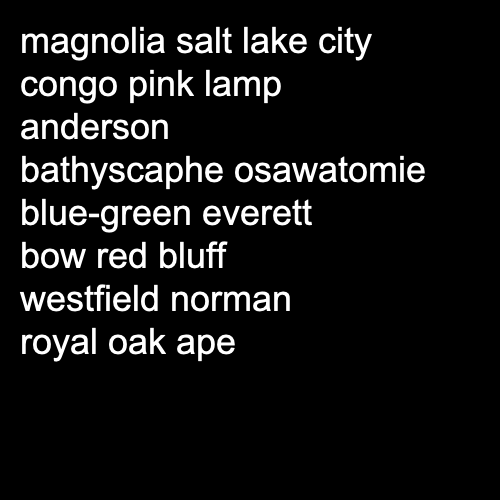 magnolia salt lake city
congo pink lamp
anderson
bathyscaphe osawatomie
blue-green everett
bow red bluff
westfield norman
royal oak ape